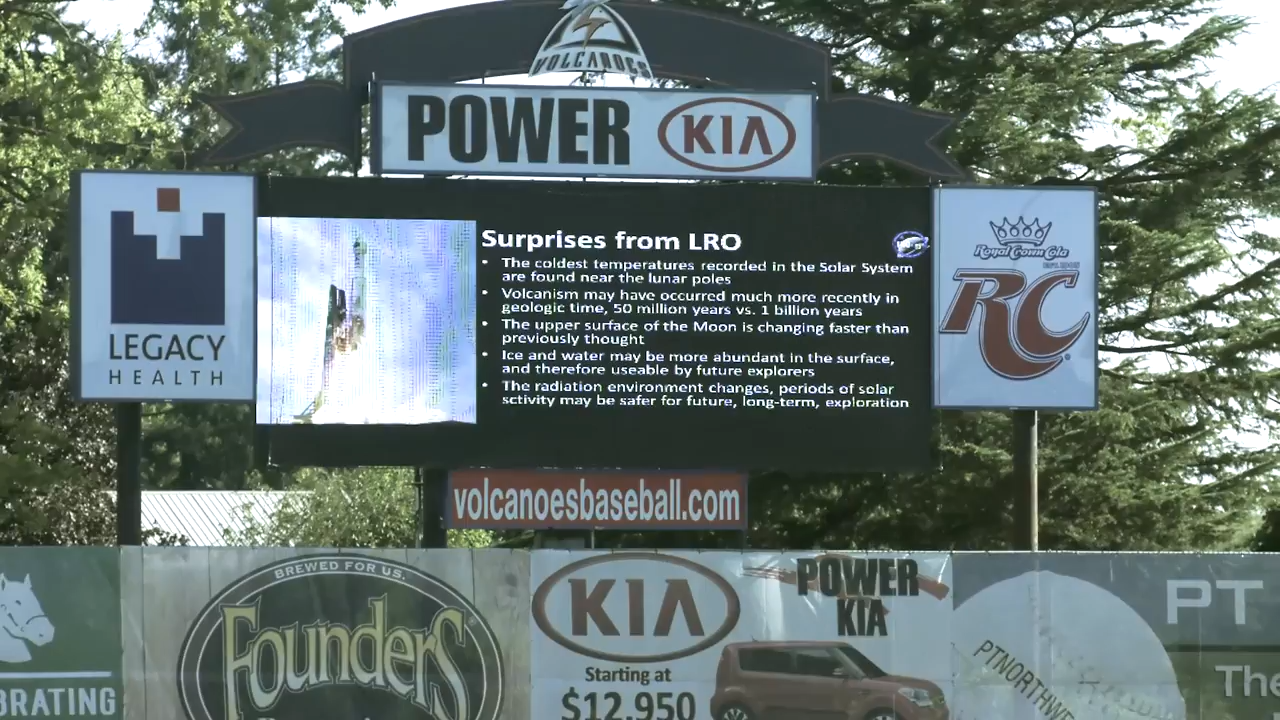 VOLCANOES
POWER KIA
LEGACY
HEALTH
Surprises from LRO
• The coldest temperatures recorded in the Solar System
are found near the lunar poles
• Volcanism may have occurred much more recently in
geologic time, 50 million years vs. 1 billion years
• The upper surface of the Moon is changing faster than
previously thought
• Ice and water may be more abundant in the surface,
and therefore useable by future explorers
• The radiation environment changes, periods of solar
sctivity may be safer for future, long-term, exploration
Royal Crown Cola
RC
volcanoesbaseball.com
BRATING
BREWED FOR US.
Founders
KIA
POWER
KIA
Starting at
$12,950
PT
PTNORTHWE
The